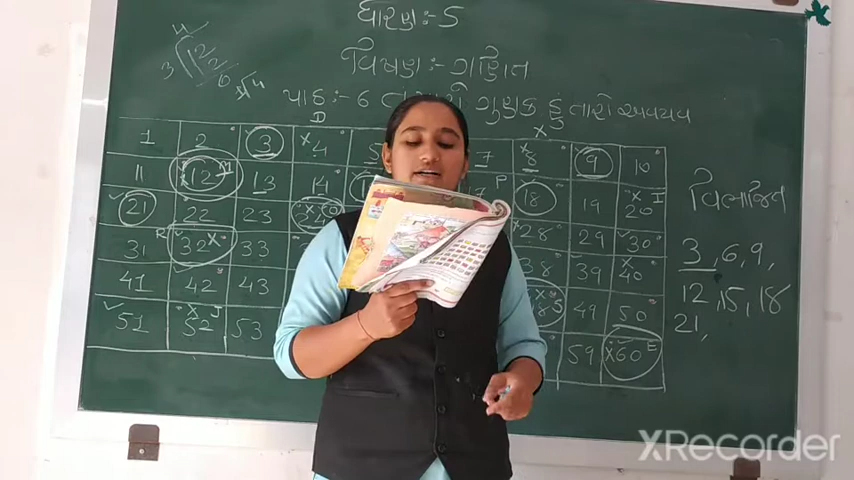 ધોરણ :- 5
વિષય :- ગણિત
પાઠ :- 6 હું તારો અવયવ
1 2 3 4 7 8 9 10
11 12 13 14 18 19 20
21 22 23 24 28 29 30
31 32 33 38 39 40
41 42 43 49 50
51 52 53 59 60
વિભાજિત
3, 6, 9,
12, 15, 18
21,
XRecorder